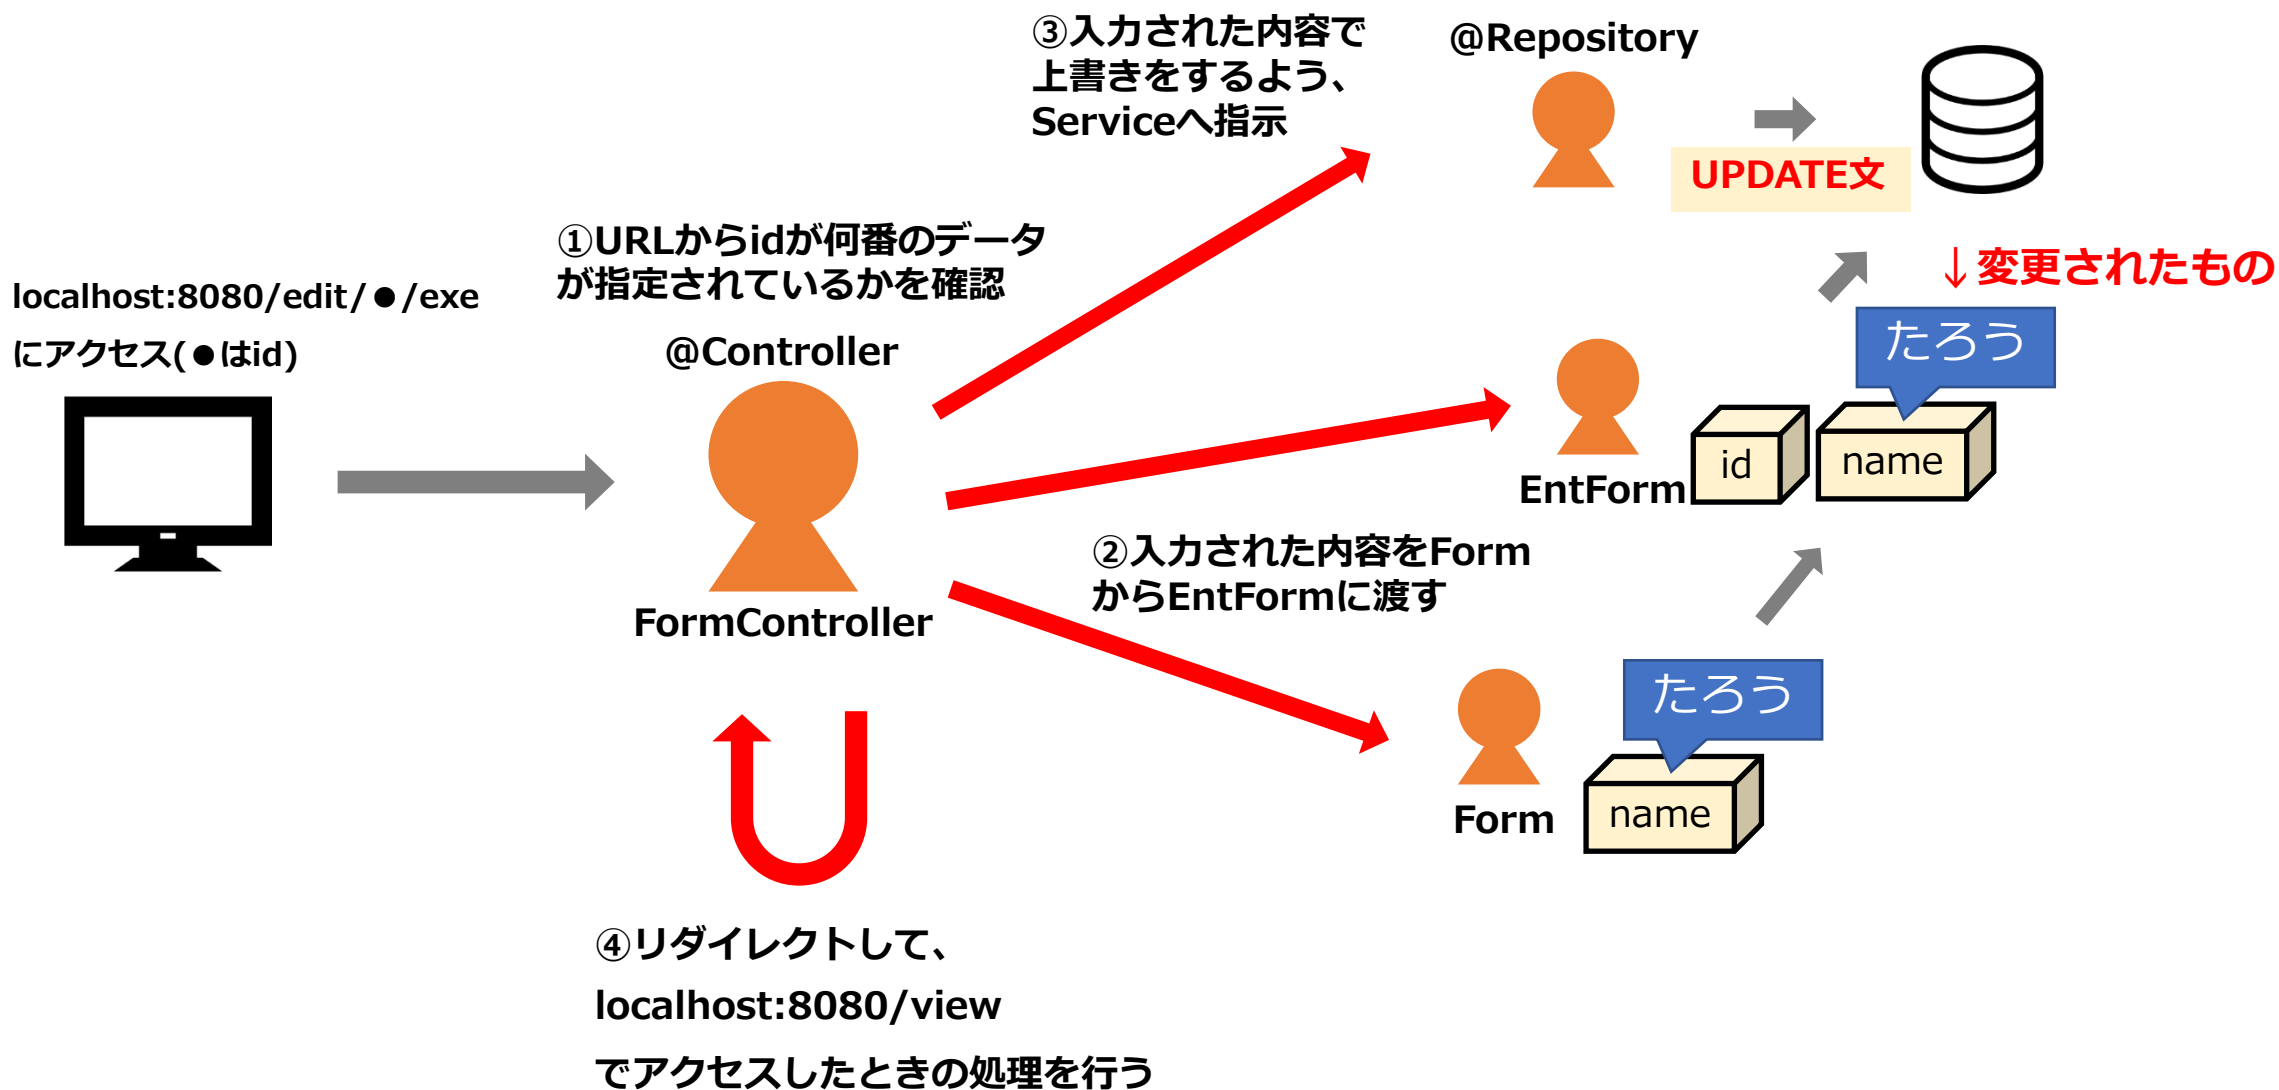 ③入力された内容で
上書きをするよう、
Serviceへ指示
@Repository
UPDATE文
①URLからidが何番のデータ
が指定されているかを確認
↓変更されたもの
localhost:8080/edit/●/exe
にアクセス(●はid)
@Controller
たろう
id
name
EntForm
②入力された内容をForm
からEntFormに渡す
FormController
たろう
name
Form
④リダイレクトして、
localhost:8080/view
でアクセスしたときの処理を行う